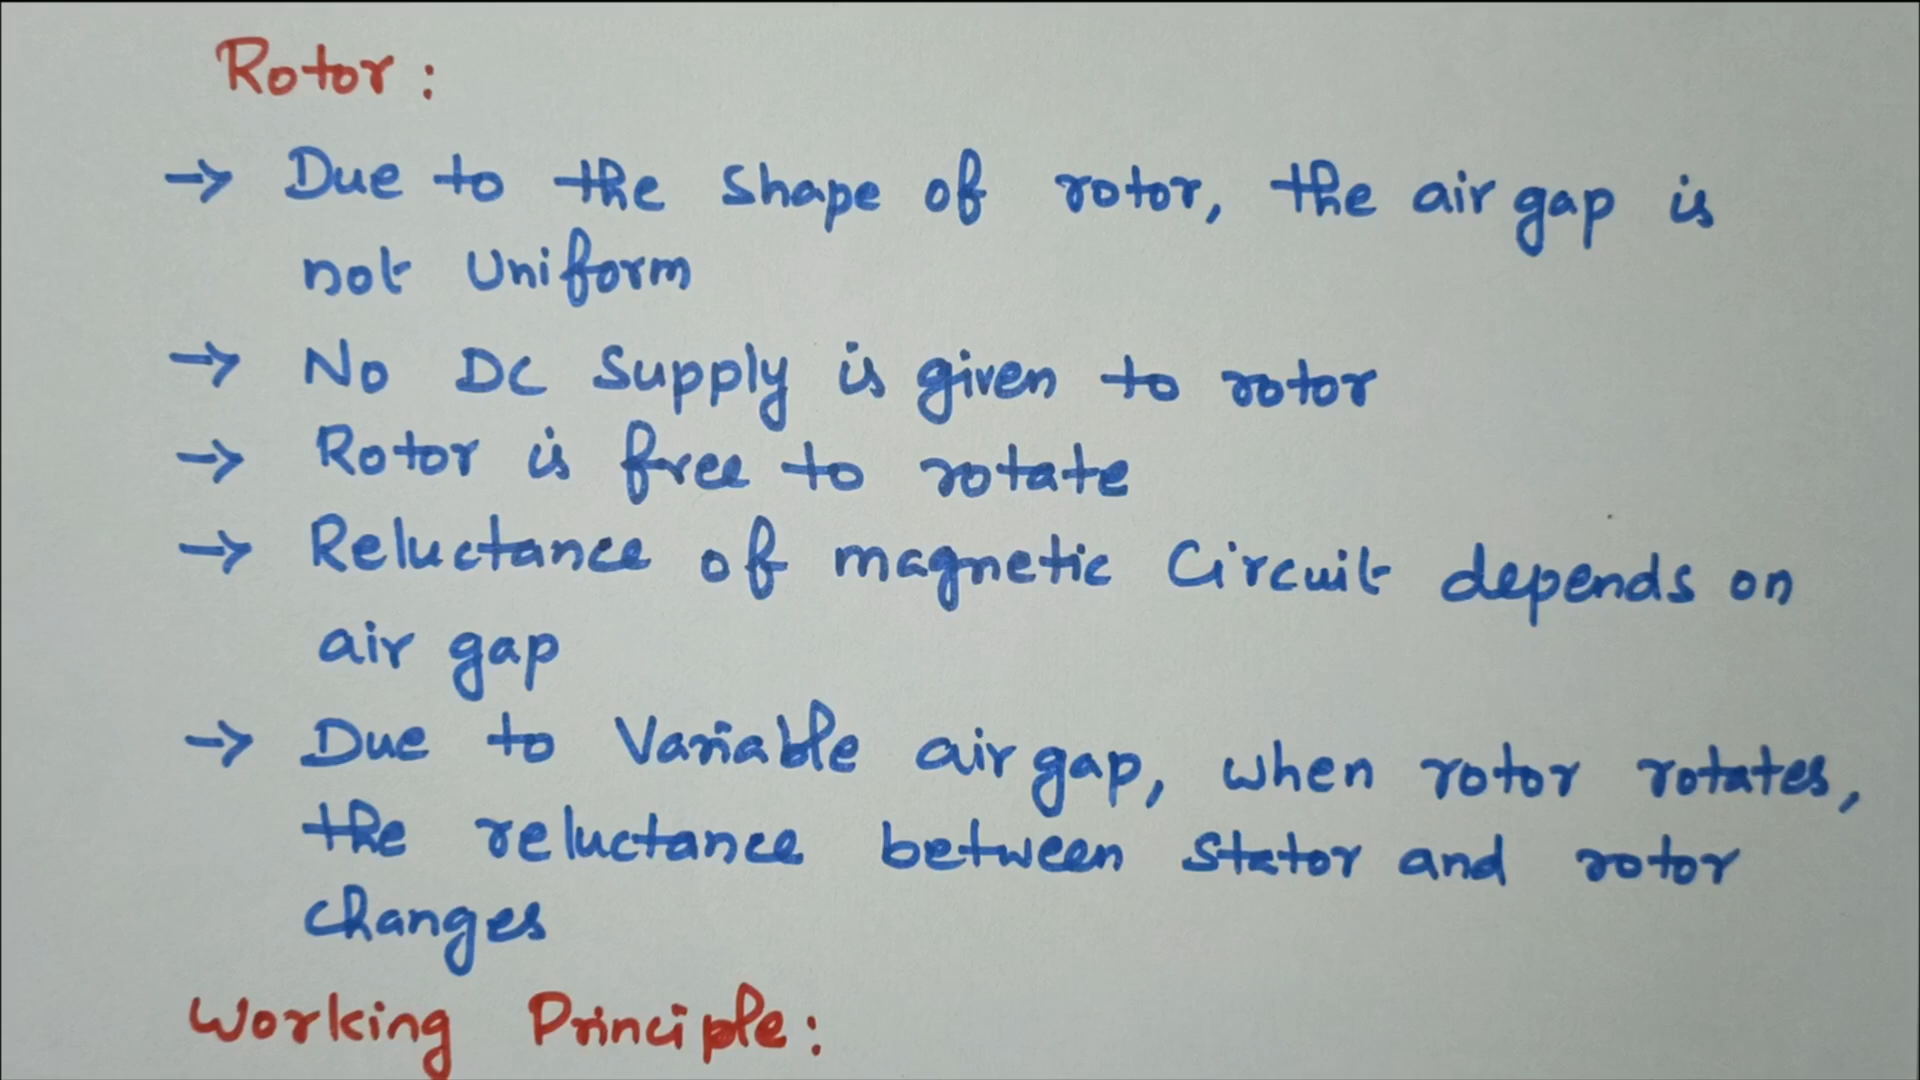 Rotor :
→ Due to the shape of rotor, the air gap is
not Uniform
→ No DC Supply is given to rotor
→ Rotor is free to rotate
→ Reluctance of magnetic Circuit depends on
air gap
→ Due to Variable air gap, when rotor rotates,
the reluctance between stator and rotor
changes
Working Principle :